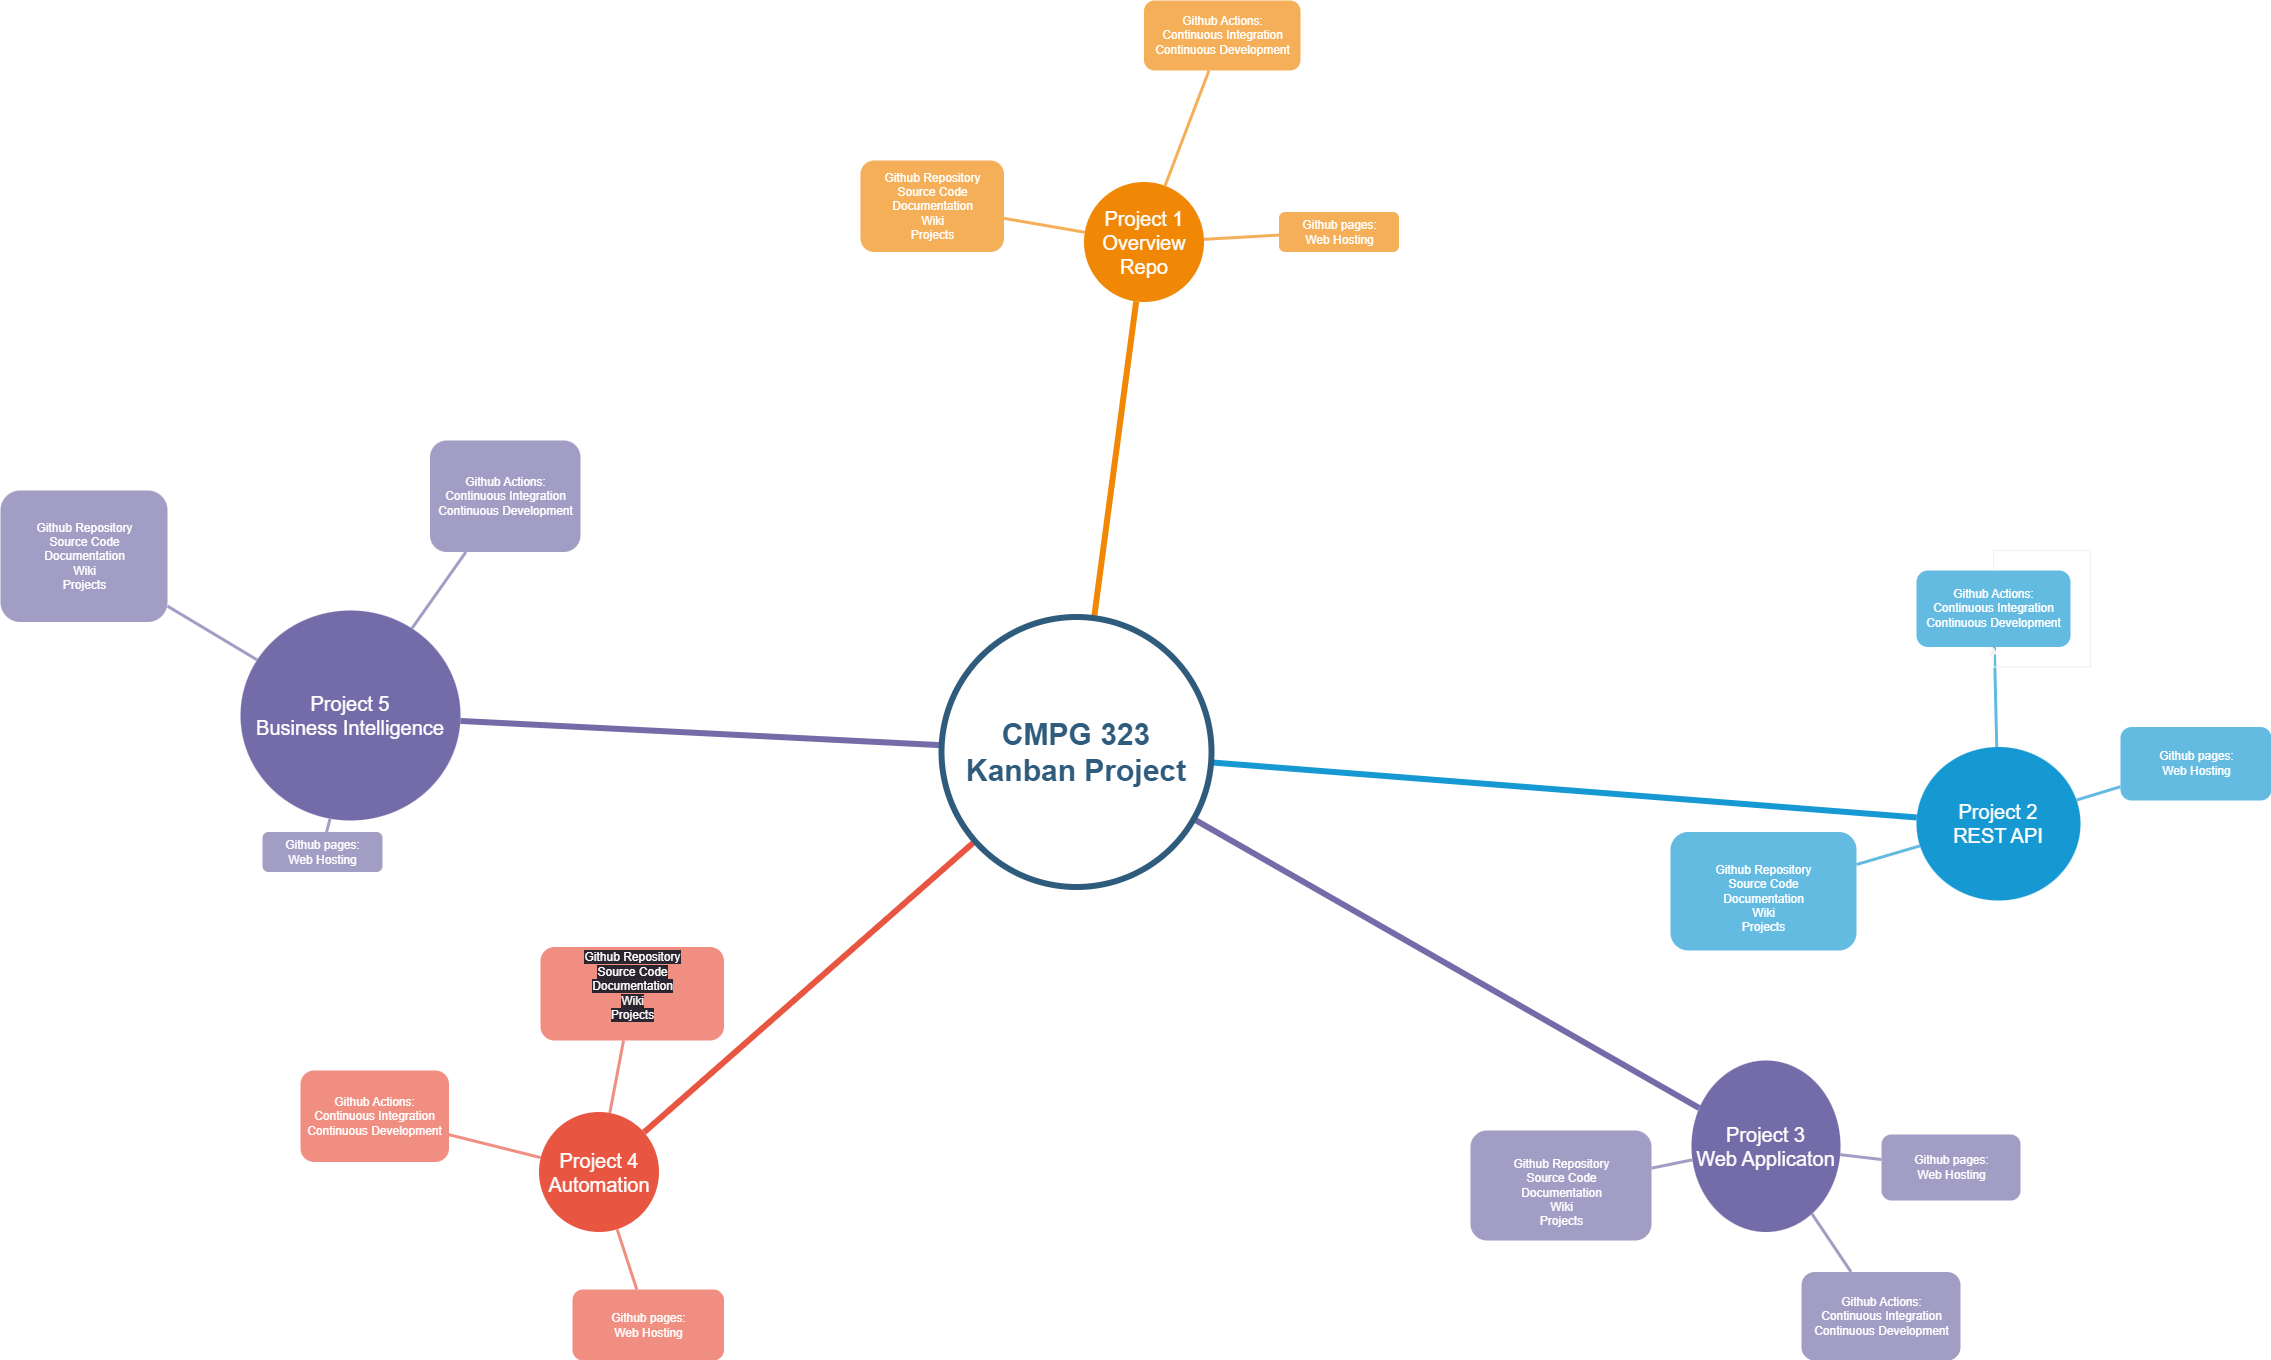 Github Actions:
Continuous Integration
Continuous Development
Github Repository
Source Code
Documentation
Wiki
Projects
Project 1
Overview
Repo
Github pages:
Web Hosting
Github Actions:
Continuous Integration
Continuous Development
Github Repository
Source Code
Documentation
Wiki
Projects
Project 5
Business Intelligence
Github pages:
Web Hosting
CMPG 323
Kanban Project
Github Actions:
Continuous Integration
Continuous Development
Github pages:
Web Hosting
Project 2
REST API
Github Repository
Source Code
Documentation
Wiki
Projects
Github Repository
Source Code
Documentation
Wiki
Projects
Github Actions:
Continuous Integration
Continuous Development
Project 4
Automation
Github pages:
Web Hosting
Project 3
Web Applicaton
Github Repository
Source Code
Documentation
Wiki
Projects
Github pages:
Web Hosting
Github Actions:
Continuous Integration
Continuous Development